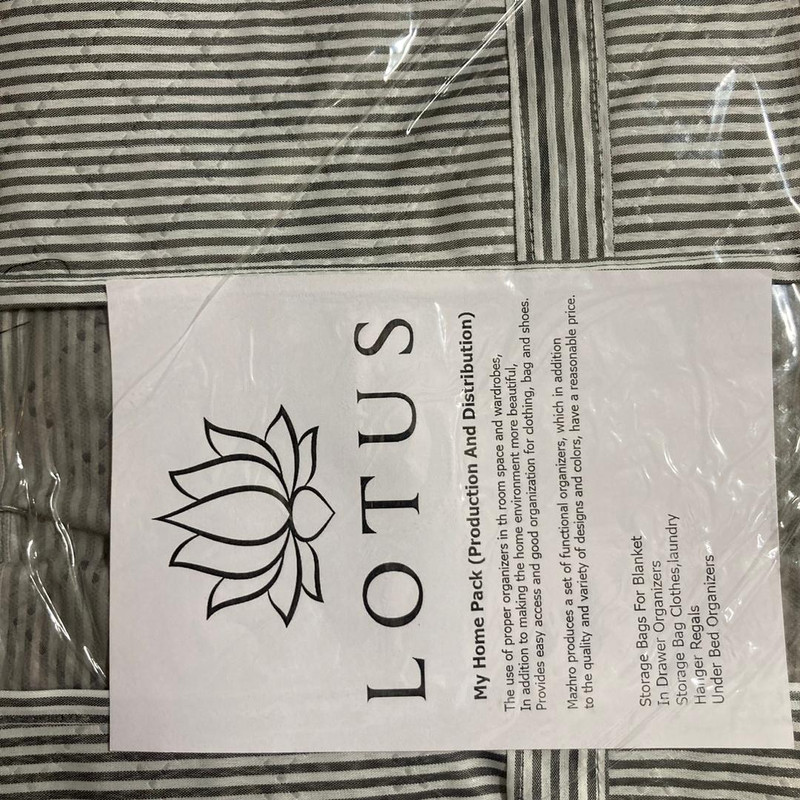 LOTUS
My Home Pack (Production And Distribution)
The use of proper organizers in th room space and wardrobes,
In addition to making the home environment more beautiful,
Provides easy access and good organization for clothing, bag and shoes.
Mazhro produces a set of functional organizers, which in addition
to the quality and variety of designs and colors, have a reasonable price.
Storage Bags For Blanket
In Drawer Organizers
Storage Bag Clothes,laundry
Hanger Regals
Under Bed Organizers